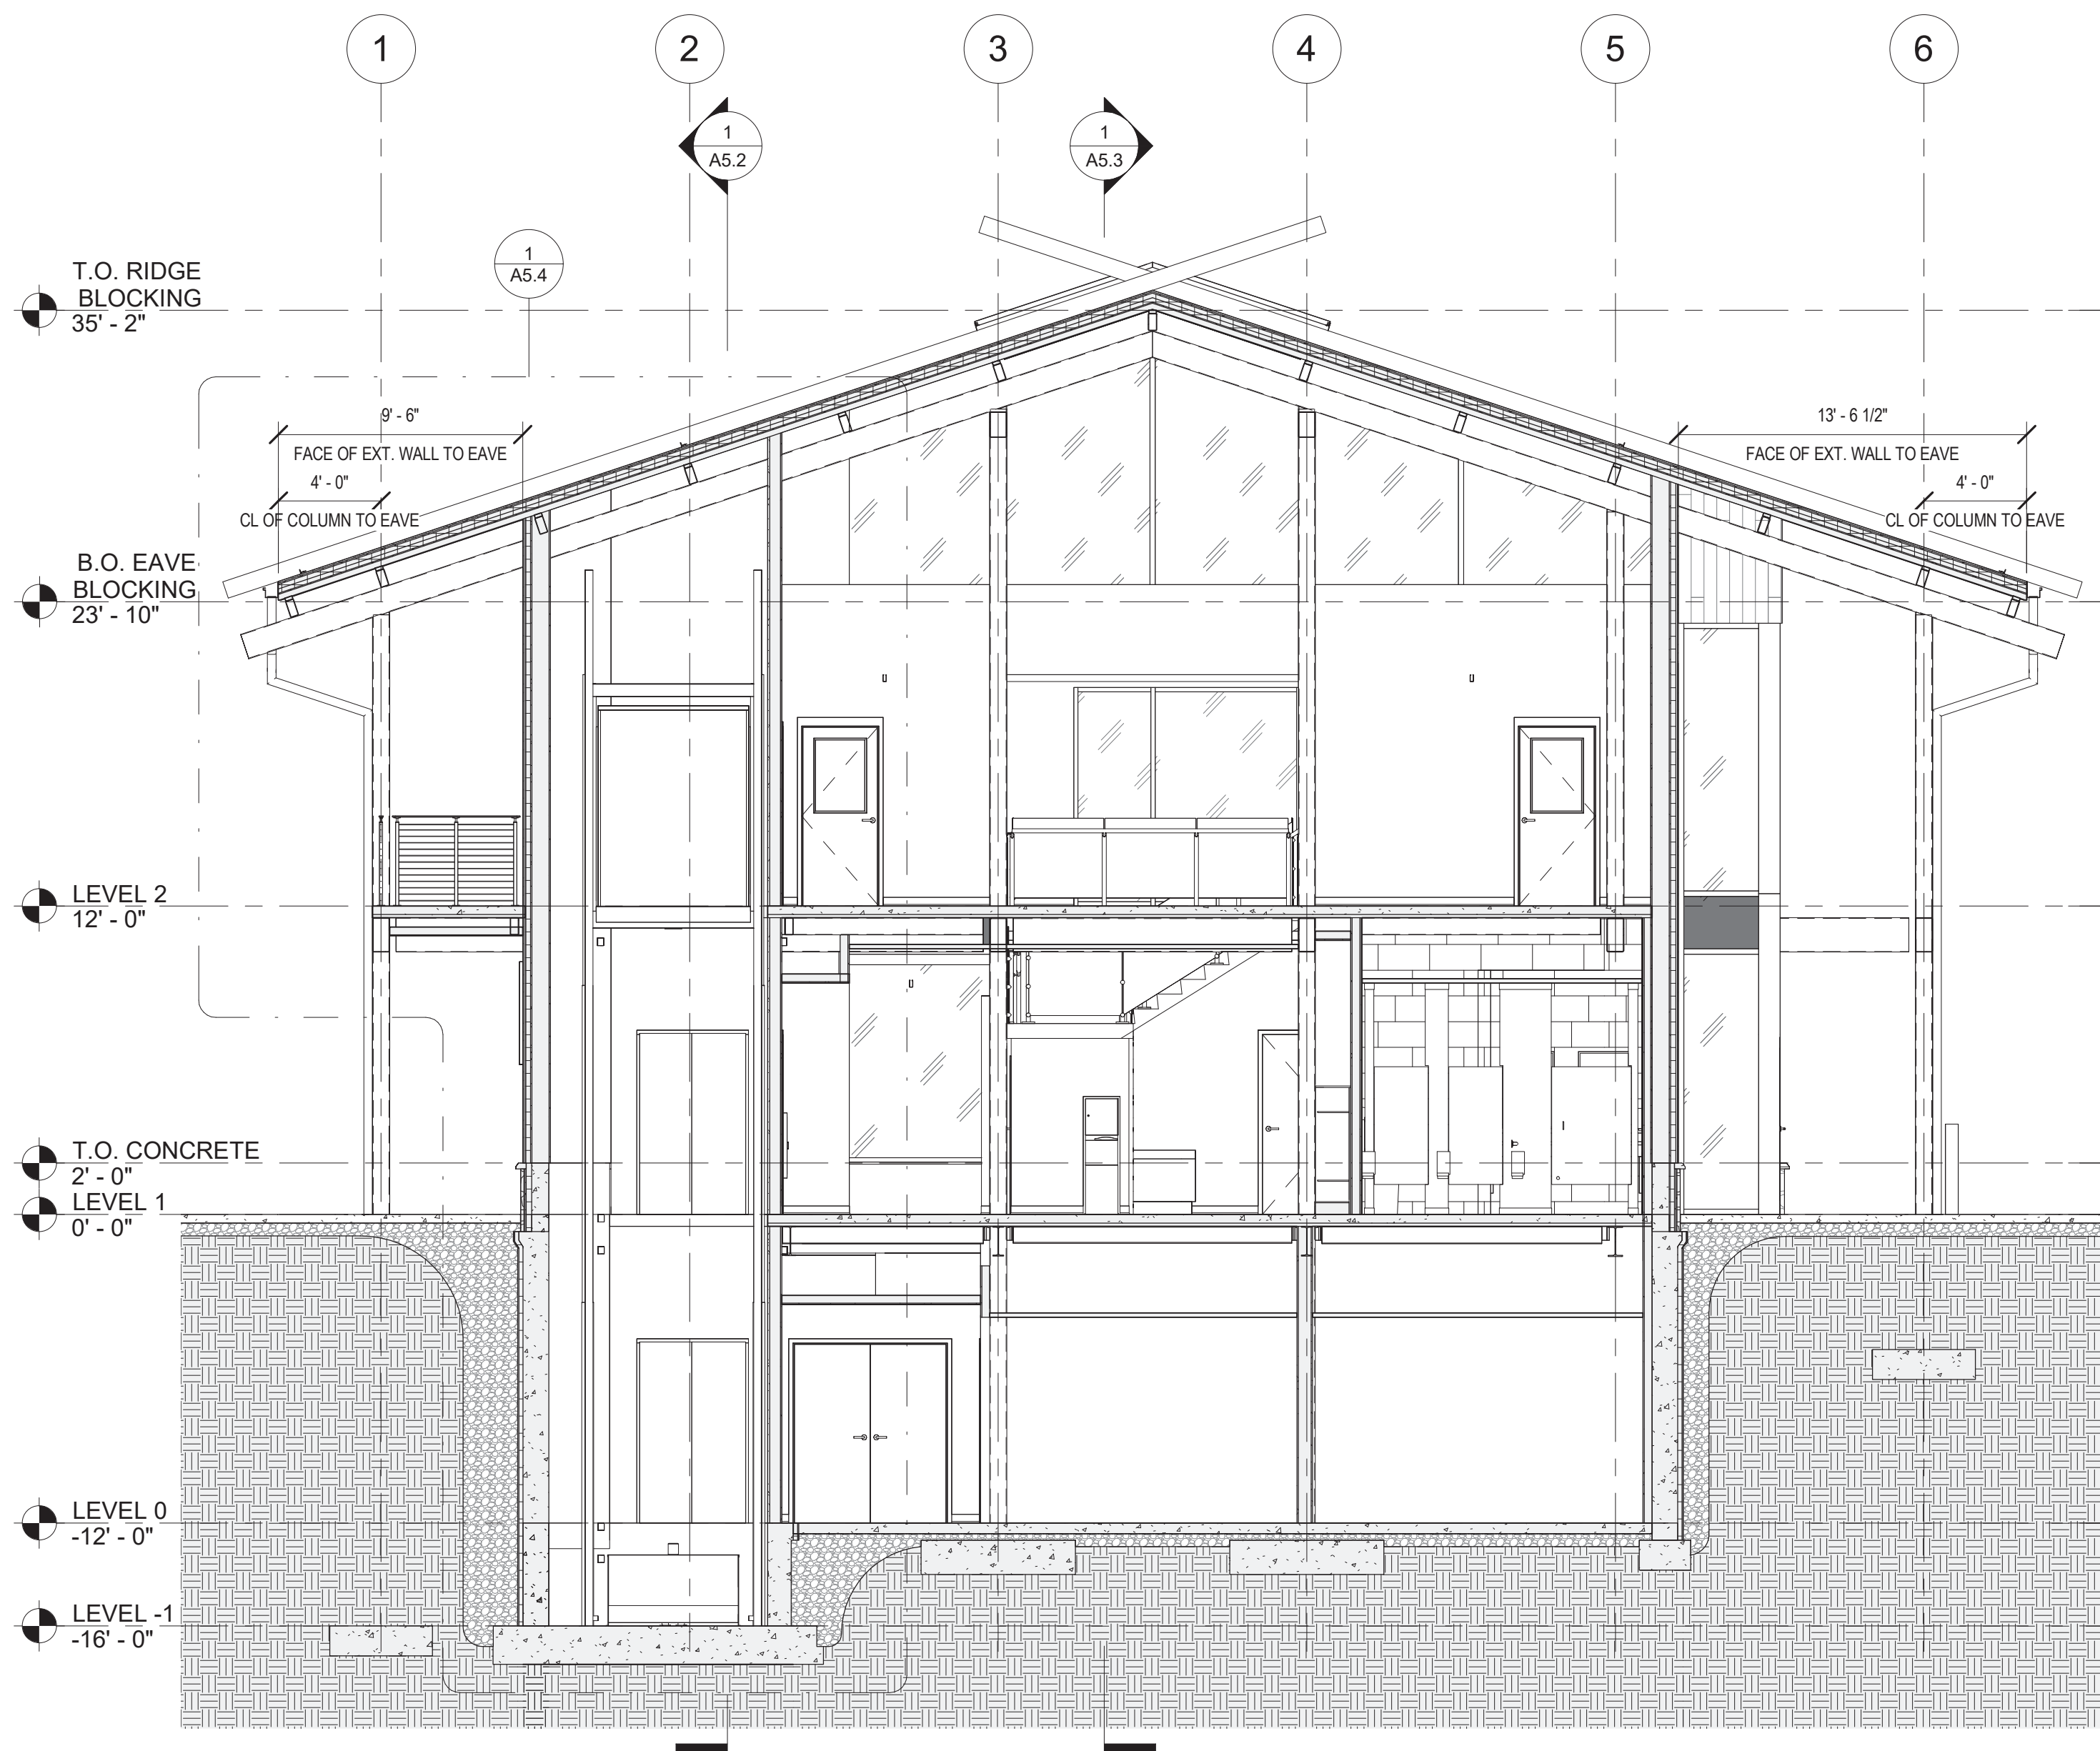 1
2
3
4
5
6
1
A5.2
1
A5.3
1
A5.4
T.O. RIDGE
BLOCKING
35' - 2"
9' - 6"
FACE OF EXT. WALL TO EAVE
4' - 0"
CL OF COLUMN TO EAVE
13' - 6 1/2"
FACE OF EXT. WALL TO EAVE
4' - 0"
CL OF COLUMN TO EAVE
B.O. EAVE
BLOCKING
23' - 10"
LEVEL 2
12' - 0"
T.O. CONCRETE
2' - 0"
LEVEL 1
0' - 0"
LEVEL 0
-12' - 0"
LEVEL -1
-16' - 0"